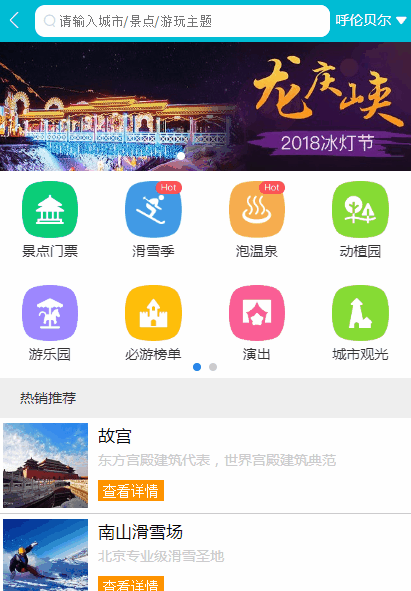 请输入城市/景点/游玩主题
呼伦贝尔
龙庆峡
2018冰灯节
Hot
Hot
景点门票
滑雪季
泡温泉
动植园
游乐园
必游榜单
演出
城市观光
热销推荐
故宫
东方宫殿建筑代表，世界宫殿建筑典范
查看详情
南山滑雪场
北京专业级滑雪圣地
查看详情